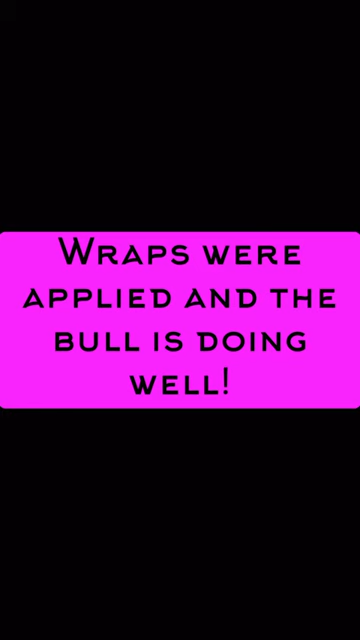 Wraps were
applied and the
bull is doing
well!